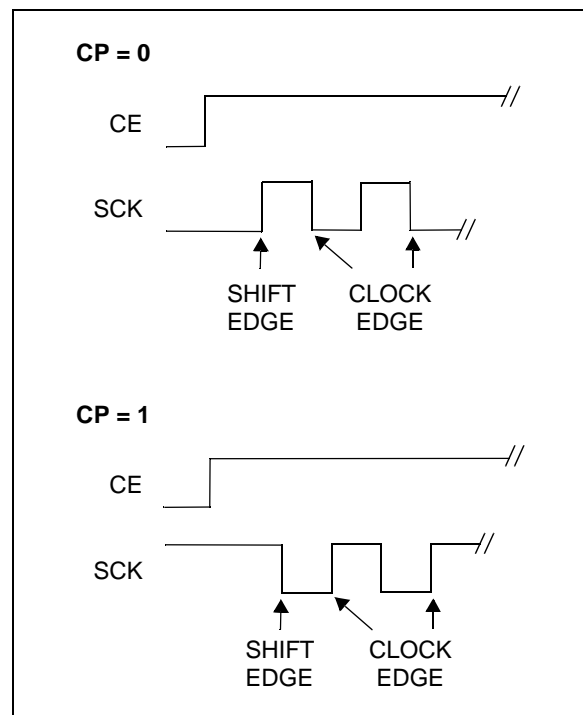 CP = 0
CE
SCK
SHIFT CLOCK
EDGE EDGE
CP = 1
CE
SCK
SHIFT CLOCK
EDGE EDGE